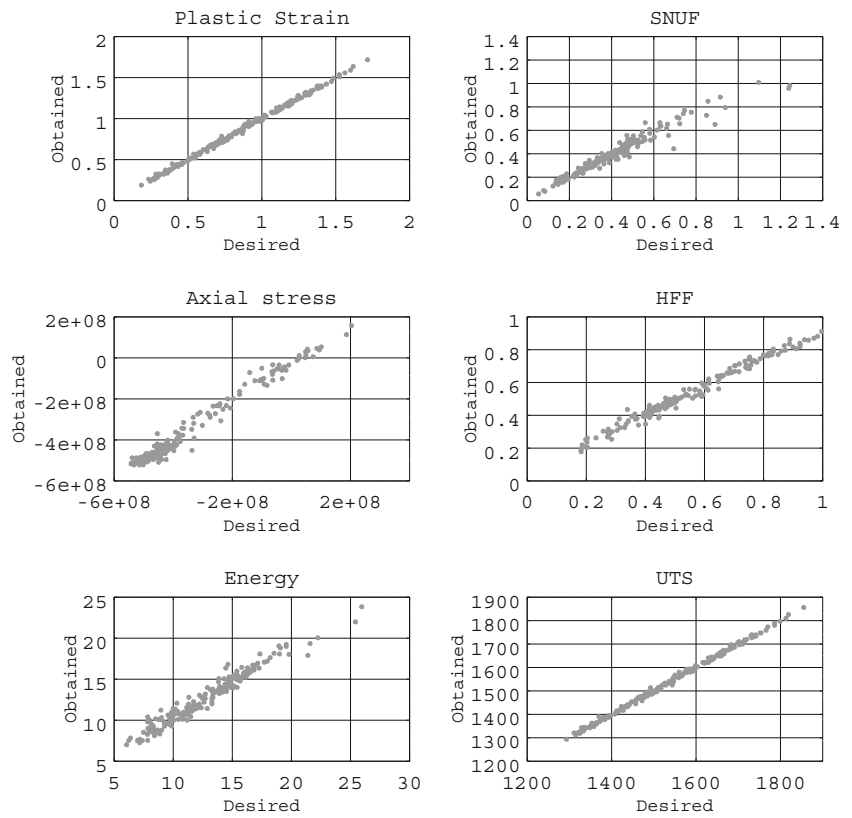 Plastic Strain
2
1.5
1
0.5
0
Obtained
0 0.5 1 1.5 2
Desired
SNUF
1.4
1.2
1
0.8
0.6
0.4
0.2
0
Obtained
0 0.2 0.4 0.6 0.8 1 1.2 1.4
Desired
Axial stress
2e+08
0
-2e+08
-4e+08
-6e+08
Obtained
-6e+08 -2e+08 2e+08
Desired
HFF
1
0.8
0.6
0.4
0.2
0
Obtained
0 0.2 0.4 0.6 0.8 1
Desired
Energy
25
20
15
10
5
Obtained
5 10 15 20 25 30
Desired
UTS
1900
1800
1700
1600
1500
1400
1300
1200
Obtained
1200 1400 1600 1800
Desired